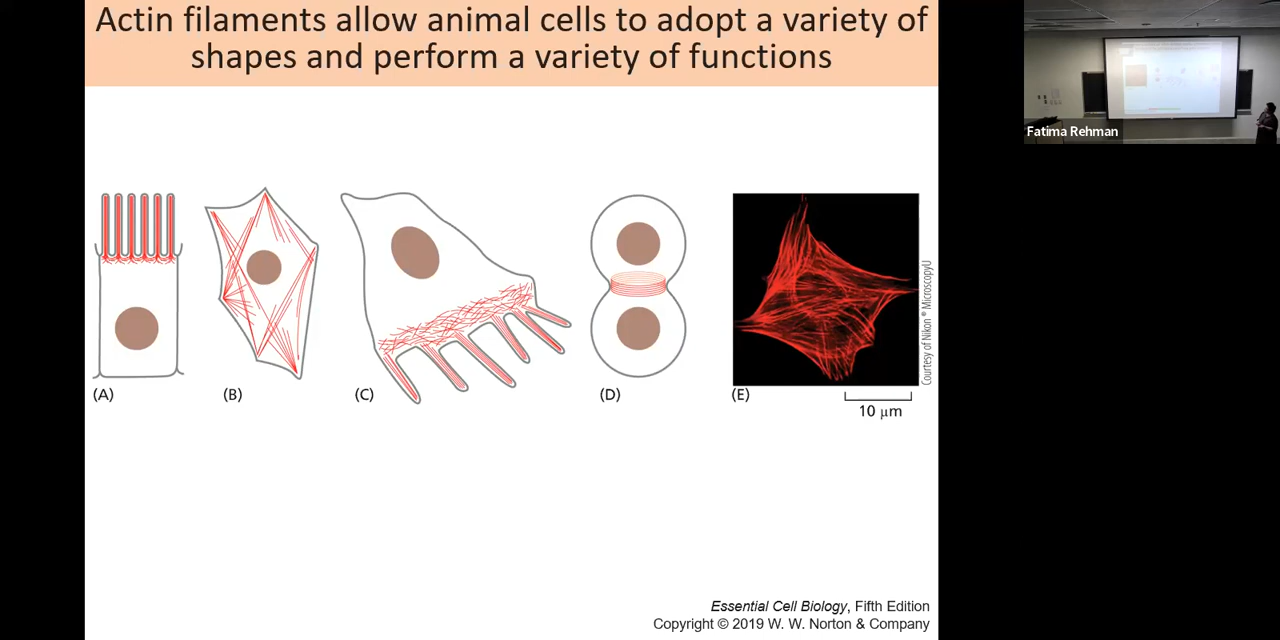 Actin filaments allow animal cells to adopt a variety of
shapes and perform a variety of functions
Fatima Rehman
(A)
(B)
(C)
(D)
(E)
Courtesy of Nikon ® MicroscopyU
10 μm
Essential Cell Biology, Fifth Edition
Copyright © 2019 W. W. Norton & Company